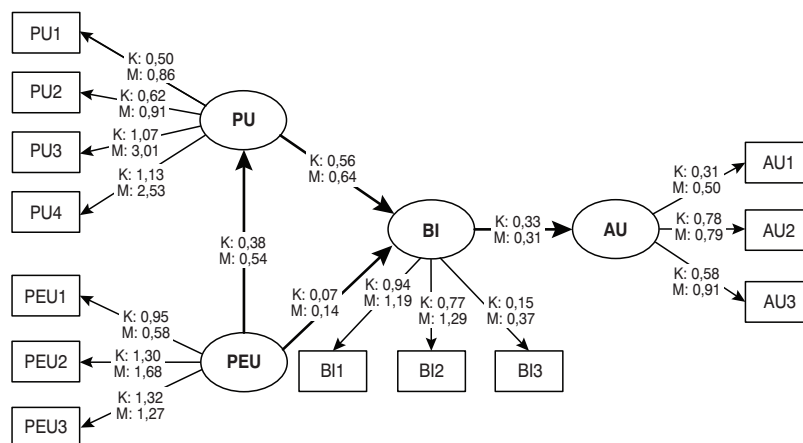 PU1
K: 0,50
M: 0,86
PU2
K: 0,62
M: 0,91
PU
PU3
K: 1,07
M: 3,01
PU4
K: 1,13
M: 2,53
K: 0,56
M: 0,64
K: 0,38
M: 0,54
BI
K: 0,33
M: 0,31
AU
K: 0,31
M: 0,50
AU1
K: 0,78
M: 0,79
AU2
K: 0,58
M: 0,91
AU3
PEU1
K: 0,95
M: 0,58
PEU2
K: 1,30
M: 1,68
PEU
PEU3
K: 1,32
M: 1,27
K: 0,07
M: 0,14
K: 0,94
M: 1,19
K: 0,77
M: 1,29
K: 0,15
M: 0,37
BI1
BI2
BI3